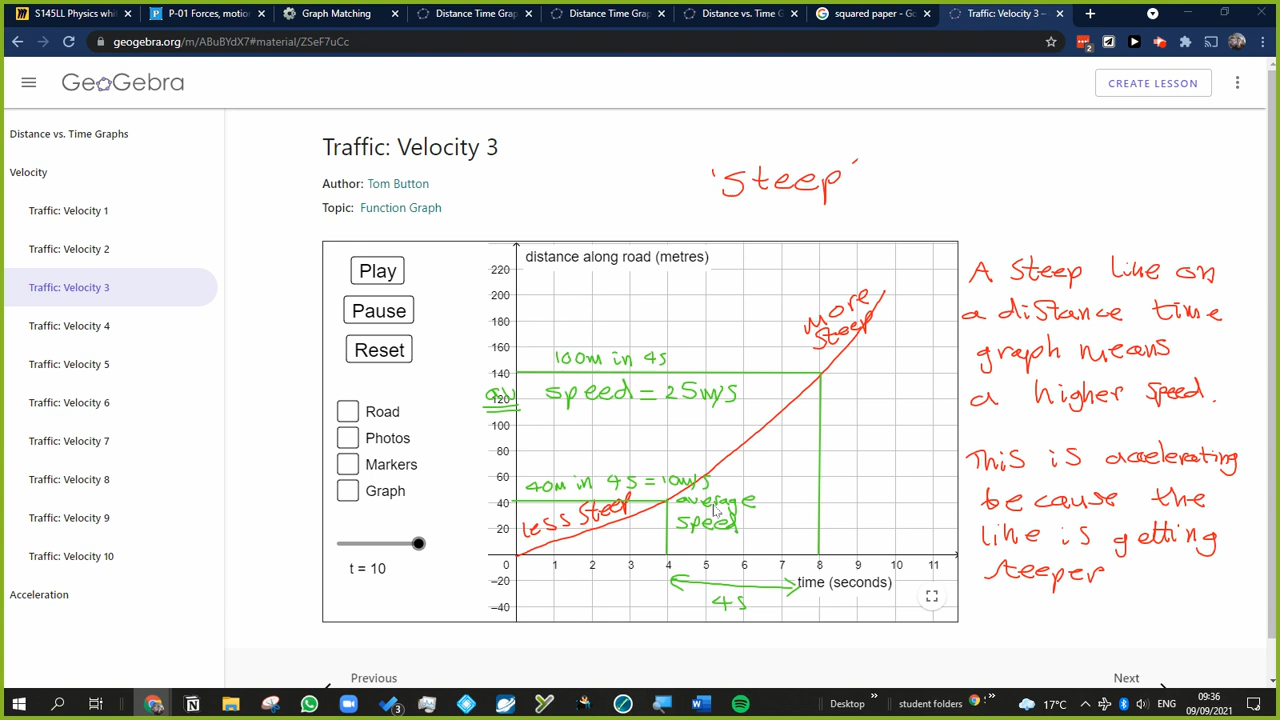 S145LL Physics whi
P-01 Forces, motion
Graph Matching
Distance Time Grap
Distance Time Grap
Distance vs. Time G
squared paper - Go
Traffic: Velocity 3 –
geogebra.org/m/ABuBYdX7#material/ZSeF7uCc
2
GeoGebra
CREATE LESSON
Distance vs. Time Graphs
Velocity
Traffic: Velocity 1
Traffic: Velocity 2
Traffic: Velocity 3
Traffic: Velocity 4
Traffic: Velocity 5
Traffic: Velocity 6
Traffic: Velocity 7
Traffic: Velocity 8
Traffic: Velocity 9
Traffic: Velocity 10
Acceleration
Traffic: Velocity 3
Author: Tom Button
Topic: Function Graph
'Steep'
Play
Pause
Reset
Road
Photos
Markers
Graph
t = 10
distance along road (metres)
220
200
180
160
140
120
100
80
60
40
20
0
−20
−40
1 2 3 4 5 6 7 8 9 10 11
time (seconds)
more
steep
100m in 4s
speed = 25m/s
40m in 4s = 10m/s
average
speed
less steep
4s
A steep line on
a distance time
graph means
a higher speed.
This is accelerating
because the
line is getting
steeper
Previous
Next
3
Desktop
student folders
17°C
ENG
09:36
09/09/2021